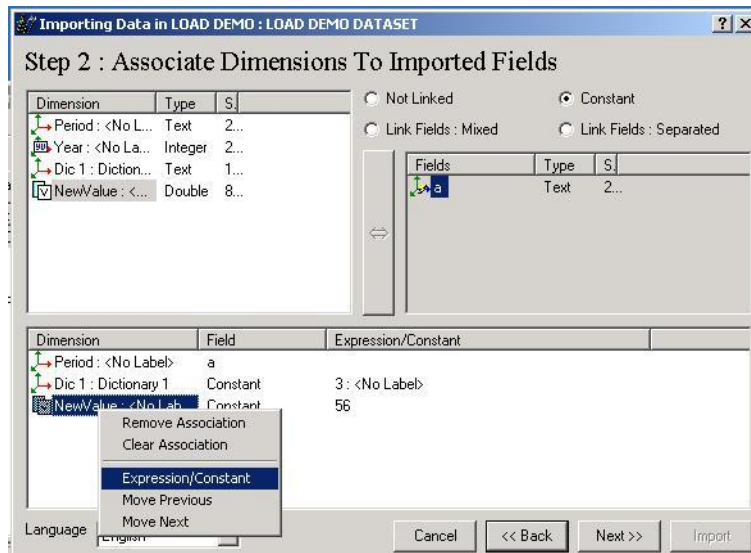 Importing Data in LOAD DEMO : LOAD DEMO DATASET
Step 2 : Associate Dimensions To Imported Fields
Dimension Type S.
Period : <No L... Text 2...
Year : <No La... Integer 2...
Dic 1 : Diction... Text 1...
NewValue : <... Double 8...
Not Linked Constant
Link Fields : Mixed Link Fields : Separated
Fields Type S.
a Text 2...
Dimension Field Expression/Constant
Period : <No Label> a
Dic 1 : Dictionary 1 Constant 3 : <No Label>
NewValue : <No Lab... Constant 56
Remove Association
Clear Association
Expression/Constant
Move Previous
Move Next
Language English
Cancel << Back Next >> Import